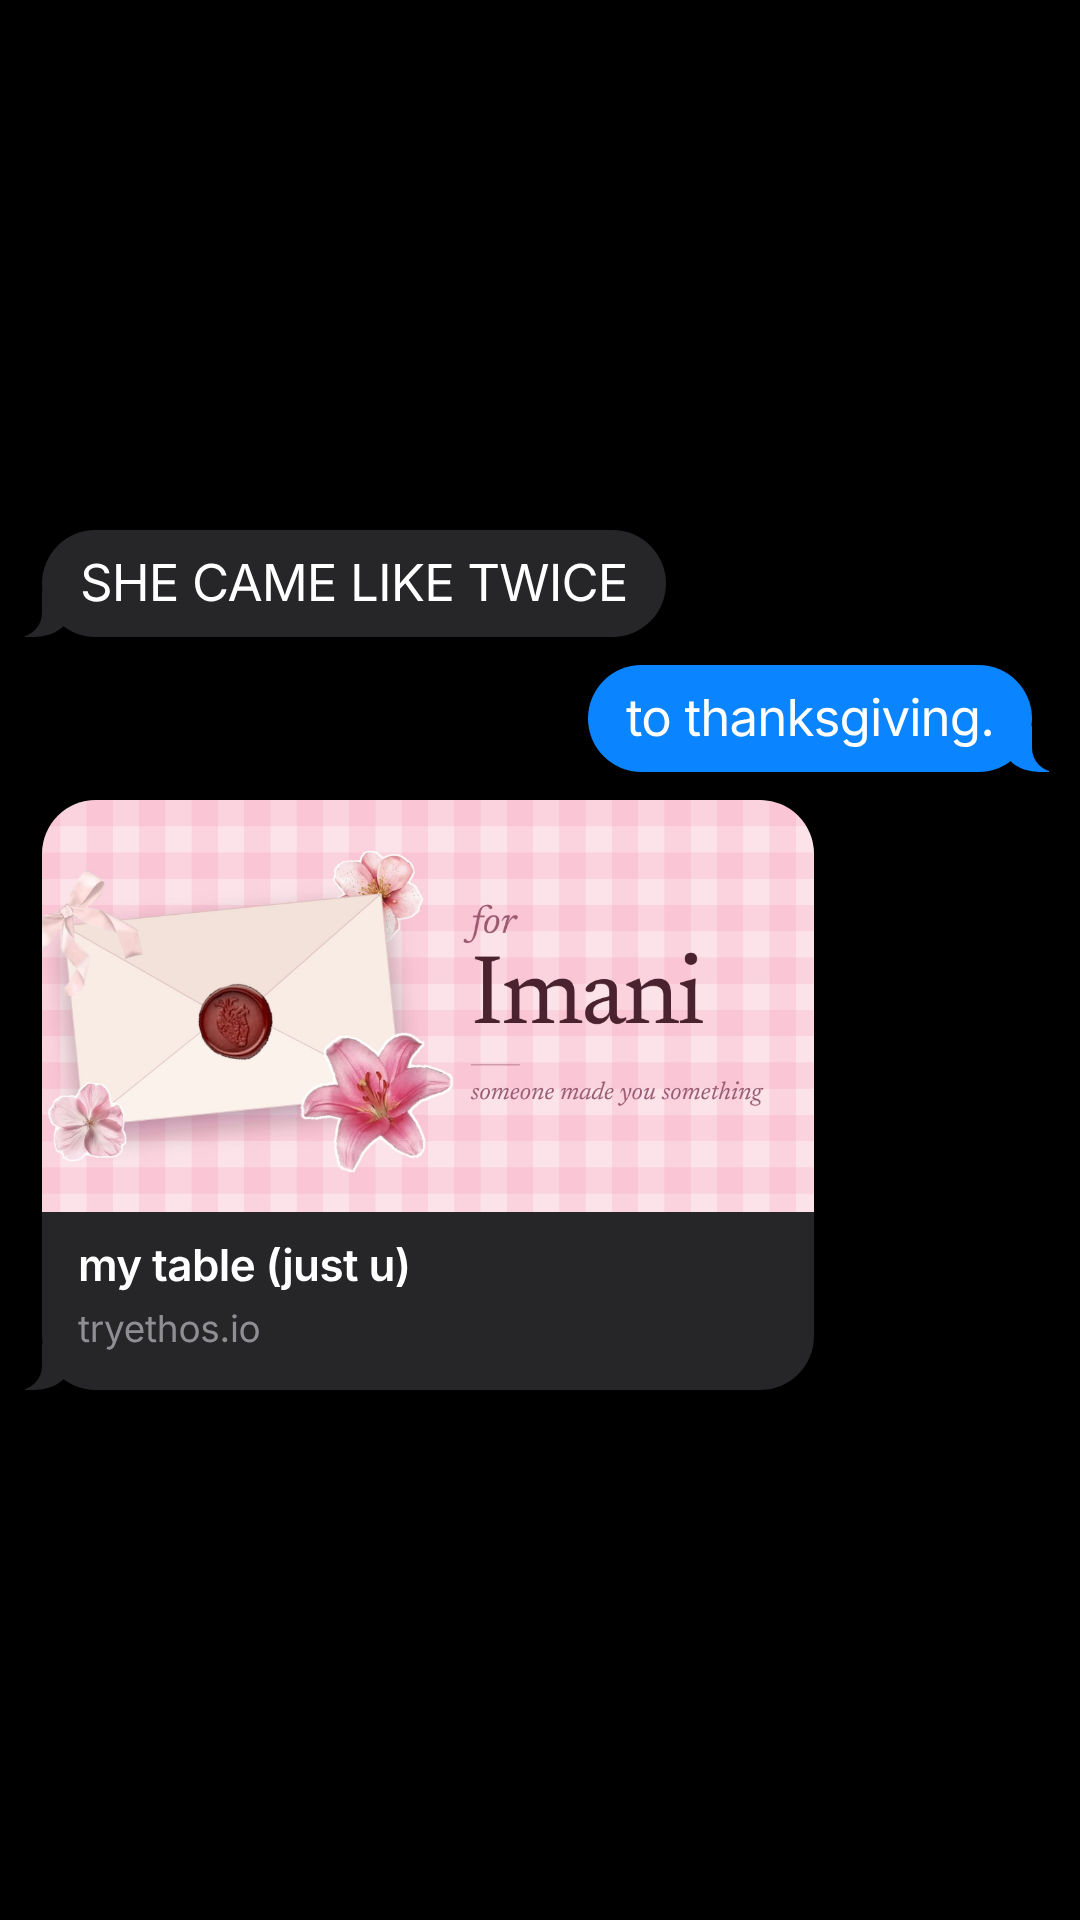 SHE CAME LIKE TWICE
to thanksgiving.
for
Imani
someone made you something
my table (just u)
tryethos.io